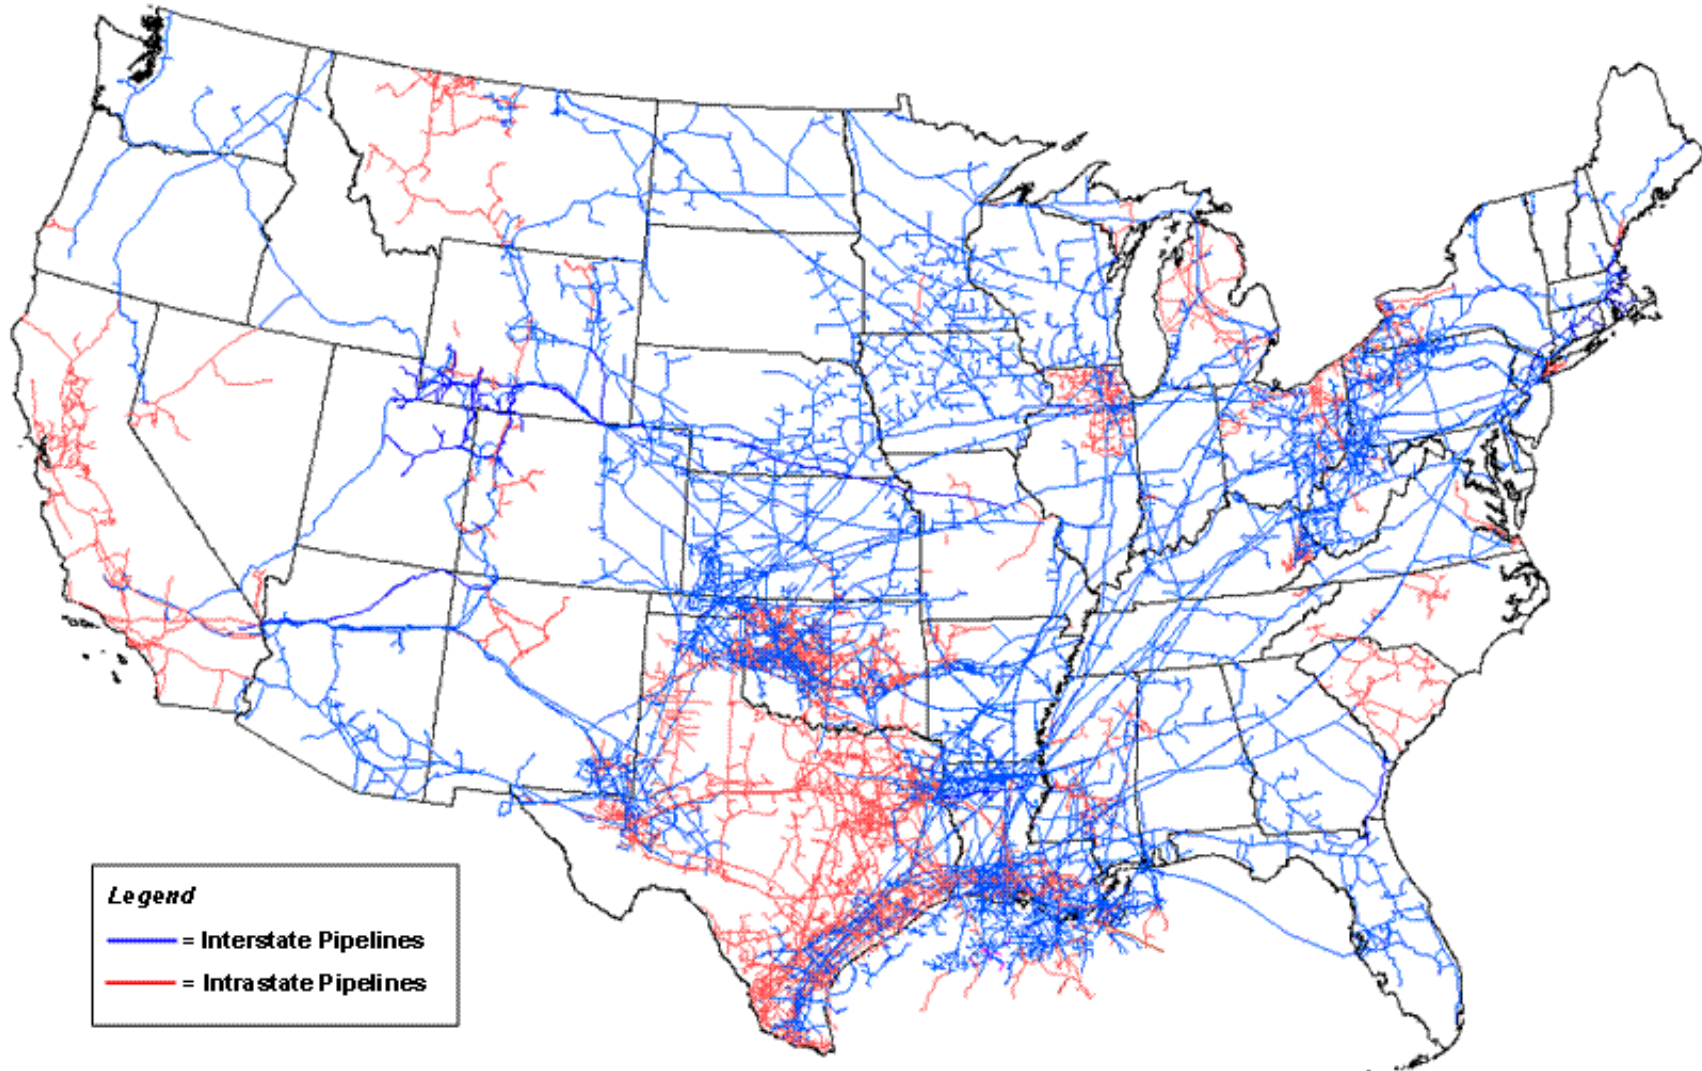 Legend
= Interstate Pipelines
= Intrastate Pipelines